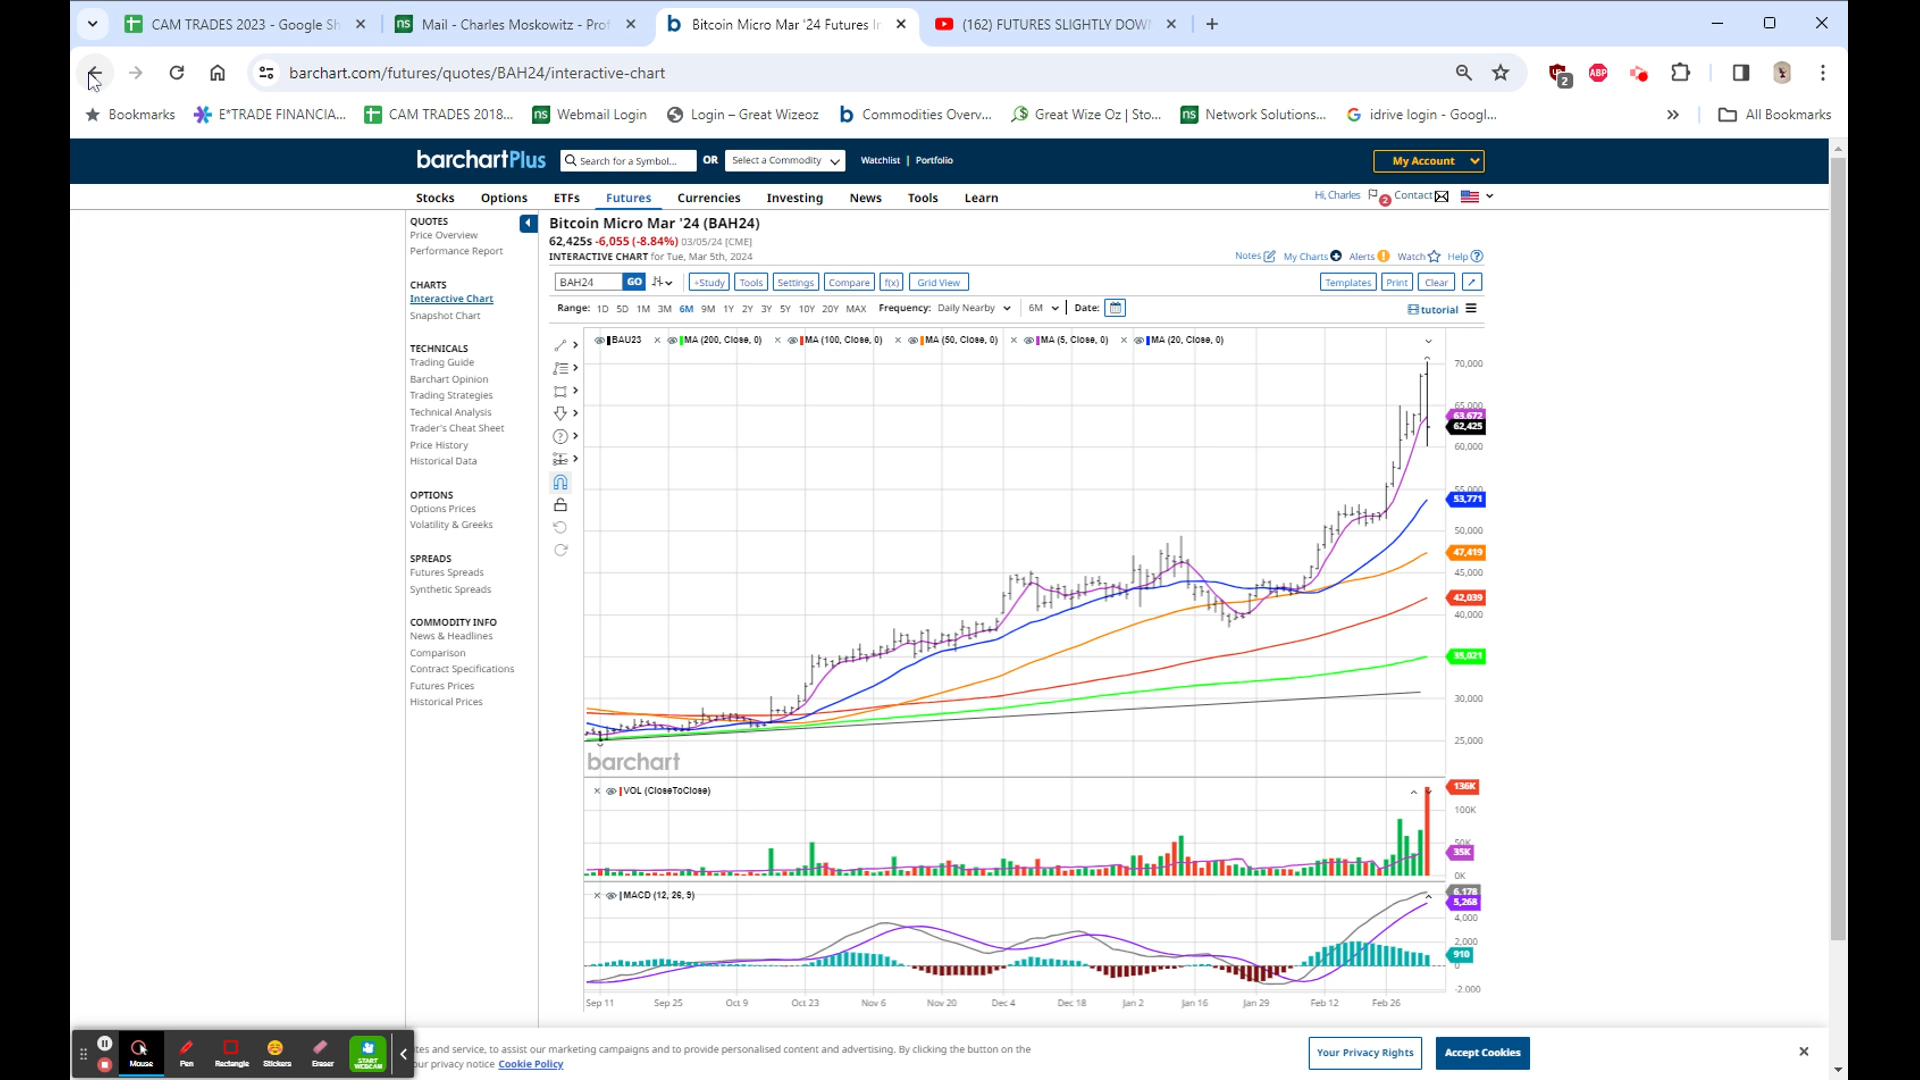 CAM TRADES 2023 - Google Sh
Mail - Charles Moskowitz - Prof
Bitcoin Micro Mar '24 Futures In
(162) FUTURES SLIGHTLY DOW
barchart.com/futures/quotes/BAH24/interactive-chart
2
ABP
Bookmarks
E*TRADE FINANCIA...
CAM TRADES 2018...
Webmail Login
Login – Great Wizeoz
Commodities Overv...
Great Wize Oz | Sto...
Network Solutions...
idrive login - Googl...
All Bookmarks
barchartPlus
Search for a Symbol...
OR
Select a Commodity
Watchlist | Portfolio
My Account
Stocks Options ETFs Futures Currencies Investing News Tools Learn
Hi, Charles
2
Contact
QUOTES
Price Overview
Performance Report
CHARTS
Interactive Chart
Snapshot Chart
TECHNICALS
Trading Guide
Barchart Opinion
Trading Strategies
Technical Analysis
Trader's Cheat Sheet
Price History
Historical Data
OPTIONS
Options Prices
Volatility & Greeks
SPREADS
Futures Spreads
Synthetic Spreads
COMMODITY INFO
News & Headlines
Comparison
Contract Specifications
Futures Prices
Historical Prices
Bitcoin Micro Mar '24 (BAH24)
62,425s -6,055 (-8.84%) 03/05/24 [CME]
INTERACTIVE CHART for Tue, Mar 5th, 2024
Notes My Charts Alerts Watch Help
BAH24 GO +Study Tools Settings Compare f(x) Grid View Templates Print Clear
Range: 1D 5D 1M 3M 6M 9M 1Y 2Y 3Y 5Y 10Y 20Y MAX Frequency: Daily Nearby 6M Date: tutorial
BAU23 MA (200, Close, 0) MA (100, Close, 0) MA (50, Close, 0) MA (5, Close, 0) MA (20, Close, 0)
70,000
65,000
63,672
62,425
60,000
55,000
53,771
50,000
47,419
45,000
42,039
40,000
35,021
30,000
25,000
barchart
VOL (CloseToClose)
136K
100K
50K
35K
0K
MACD (12, 26, 9)
6,178
5,268
4,000
2,000
910
0
-2,000
Sep 11 Sep 25 Oct 9 Oct 23 Nov 6 Nov 20 Dec 4 Dec 18 Jan 2 Jan 16 Jan 29 Feb 12 Feb 26
Mouse Pen Rectangle Stickers Eraser START WEBCAM
tes and service, to assist our marketing campaigns and to provide personalised content and advertising. By clicking the button on the
our privacy notice Cookie Policy
Your Privacy Rights
Accept Cookies